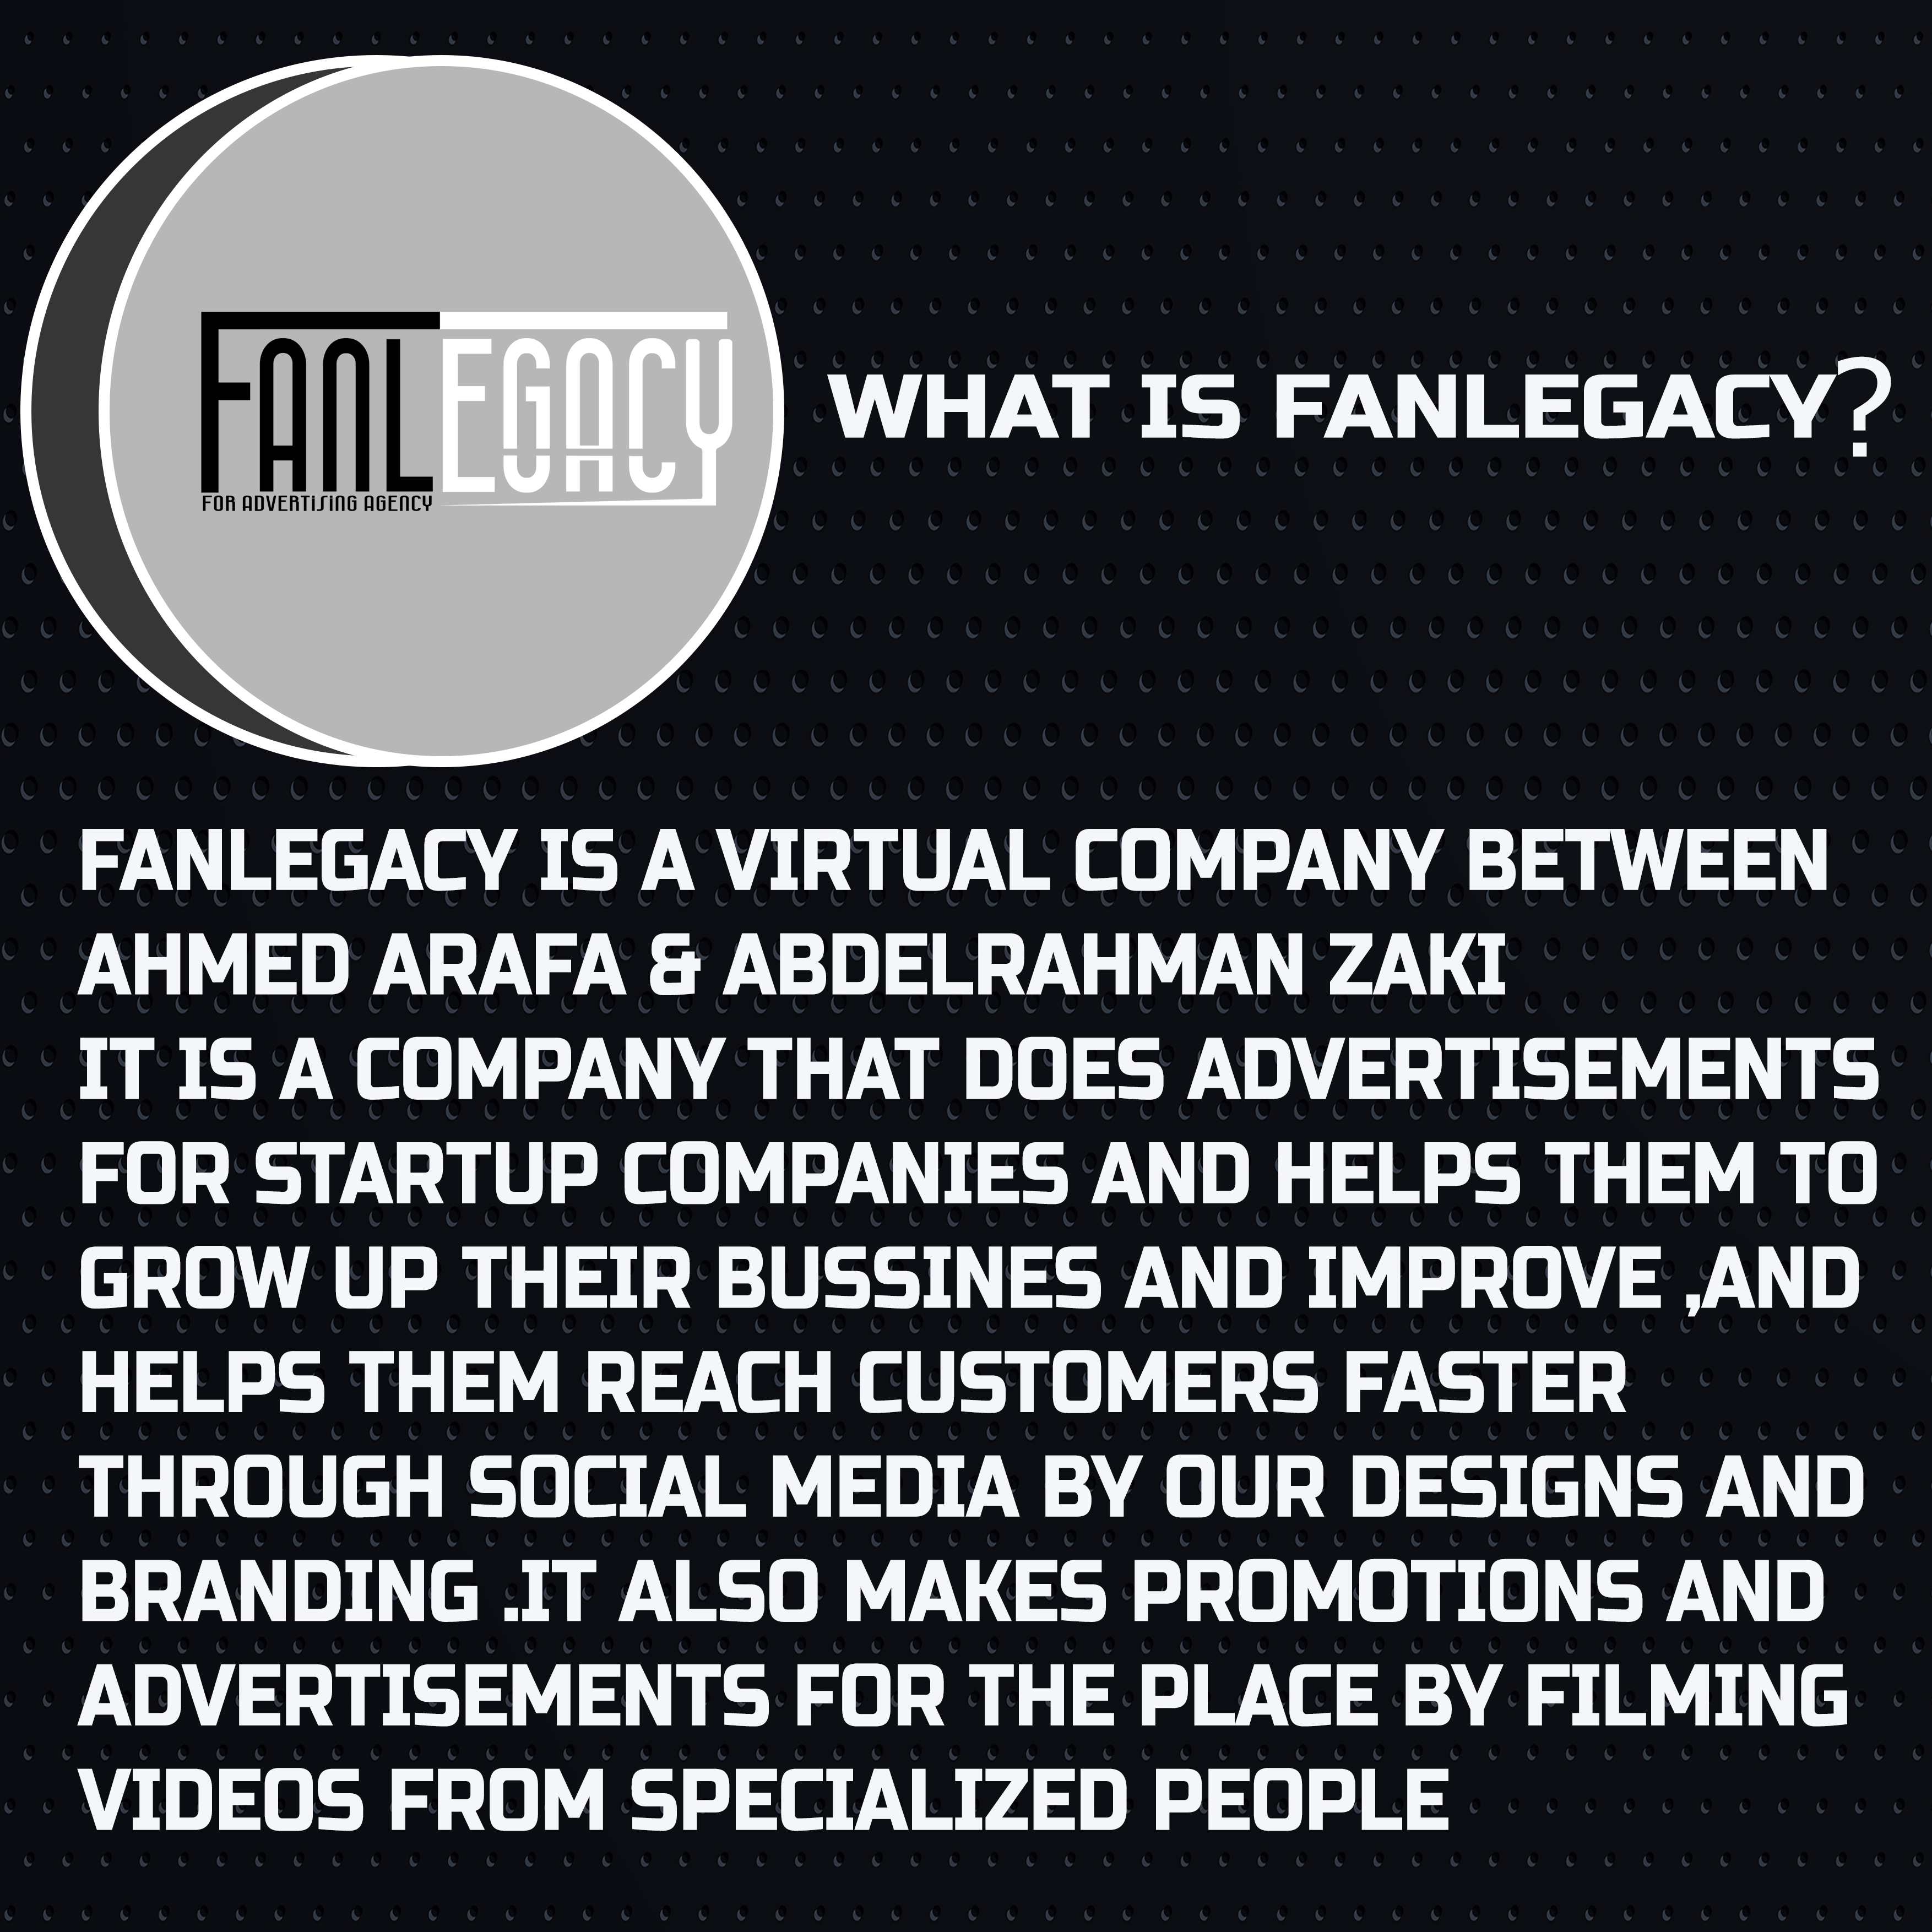 FANLEGACY
FOR ADVERTISING AGENCY
WHAT IS FANLEGACY?
FANLEGACY IS A VIRTUAL COMPANY BETWEEN
AHMED ARAFA & ABDELRAHMAN ZAKI
IT IS A COMPANY THAT DOES ADVERTISEMENTS
FOR STARTUP COMPANIES AND HELPS THEM TO
GROW UP THEIR BUSSINES AND IMPROVE ,AND
HELPS THEM REACH CUSTOMERS FASTER
THROUGH SOCIAL MEDIA BY OUR DESIGNS AND
BRANDING .IT ALSO MAKES PROMOTIONS AND
ADVERTISEMENTS FOR THE PLACE BY FILMING
VIDEOS FROM SPECIALIZED PEOPLE